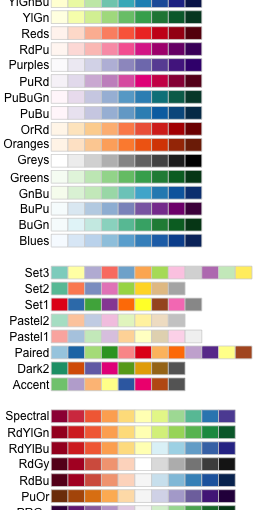 YlGnBu
YlGn
Reds
RdPu
Purples
PuRd
PuBuGn
PuBu
OrRd
Oranges
Greys
Greens
GnBu
BuPu
BuGn
Blues
Set3
Set2
Set1
Pastel2
Pastel1
Paired
Dark2
Accent
Spectral
RdYlGn
RdYlBu
RdGy
RdBu
PuOr